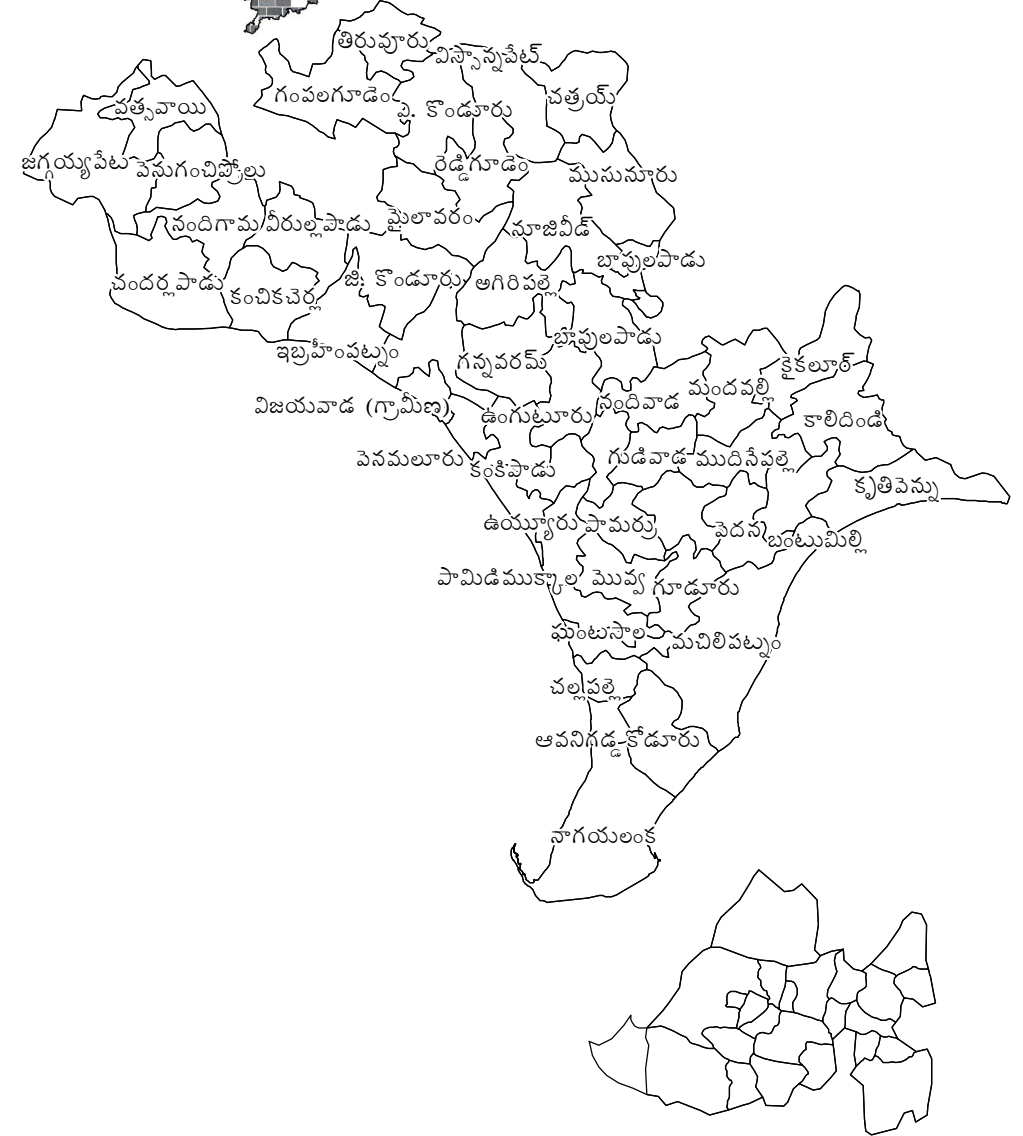 తిరువూరు
విస్సాన్నపేట్
గంపలగూడెం
ఏ. కొండూరు
చత్రయ్
వత్సవాయి
జగ్గయ్యపేట
పెనుగంచిప్రోలు
రెడ్డిగూడెం
ముసునూరు
నందిగామ
వీరుల్లపాడు
మైలావరం
నూజివీడ్
బాపులపాడు
చందర్లపాడు
కంచికచెర్ల
జి. కొండూరు
అగిరిపల్లె
ఇబ్రహీంపట్నం
గన్నవరమ్
బాపులపాడు
కైకలూర్
విజయవాడ (గ్రామీణ)
ఉంగుటూరు
నందివాడ
మందవల్లి
కాలిదిండి
పెనమలూరు
కంకిపాడు
గుడివాడ
ముదినేపల్లె
కృతివెన్ను
ఉయ్యూరు
పామర్రు
పెదన
బంటుమిల్లి
పామిడిముక్కాల
మొవ్వ
గూడూరు
ఘంటసాల
మచిలిపట్నం
చల్లపల్లె
ఆవనిగడ్డ
కోడూరు
నాగయలంక